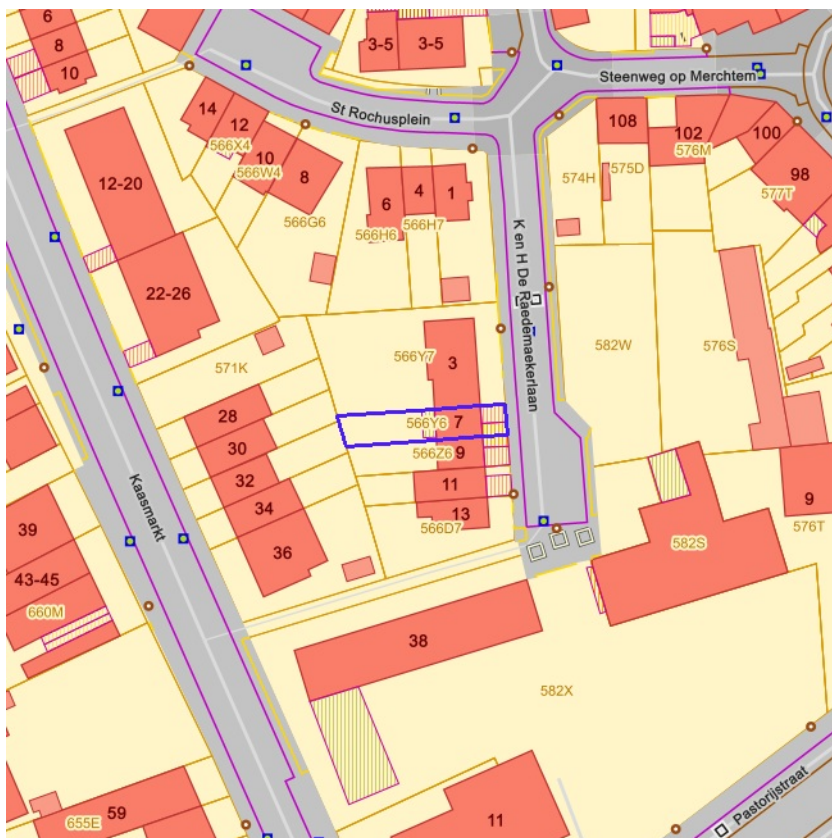 6
8
10
3-5
3-5
Steenweg op Merchtem
St Rochusplein
14
12
566X4
10
566W4
8
108
102
576M
100
98
577T
574H
575D
12-20
6
4
1
566H6
566H7
566G6
K en H De Raedemaekerlaan
22-26
571K
566Y7
3
582W
576S
28
566Y6
7
30
566Z6
9
32
11
34
13
566D7
36
Kaasmarkt
39
43-45
660M
9
576T
582S
38
582X
Pastorijstraat
59
655E
11